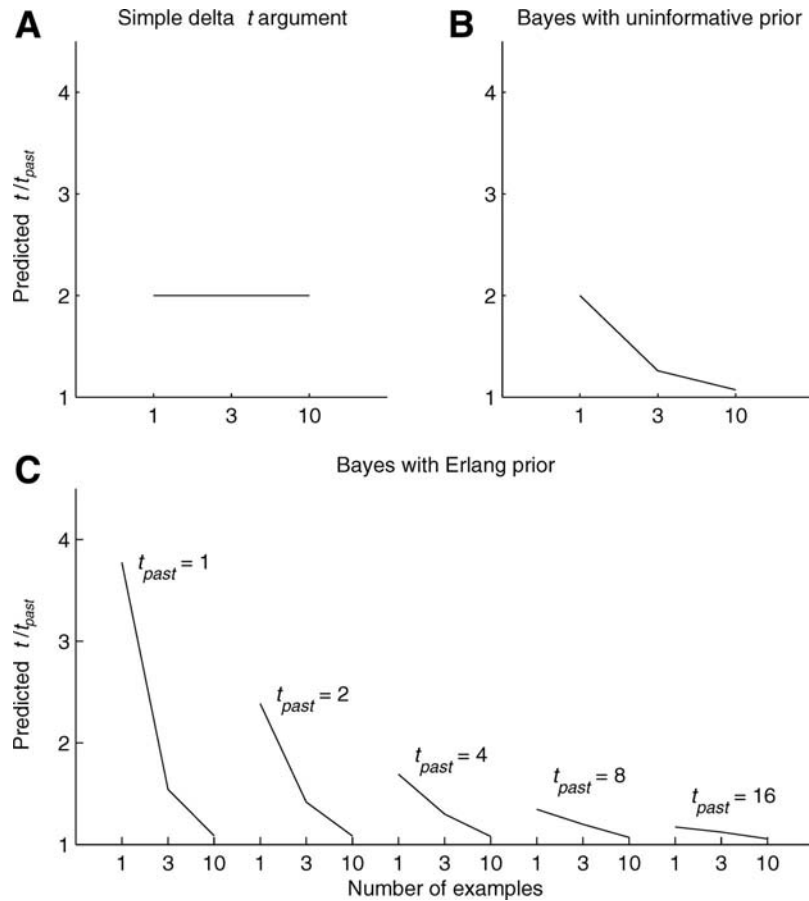 A
Simple delta t argument
4
3
2
1
Predicted t/tpast
1 3 10
B
Bayes with uninformative prior
4
3
2
1
1 3 10
C
Bayes with Erlang prior
4
3
2
1
Predicted t/tpast
tpast = 1
tpast = 2
tpast = 4
tpast = 8
tpast = 16
1 3 10 1 3 10 1 3 10 1 3 10 1 3 10
Number of examples